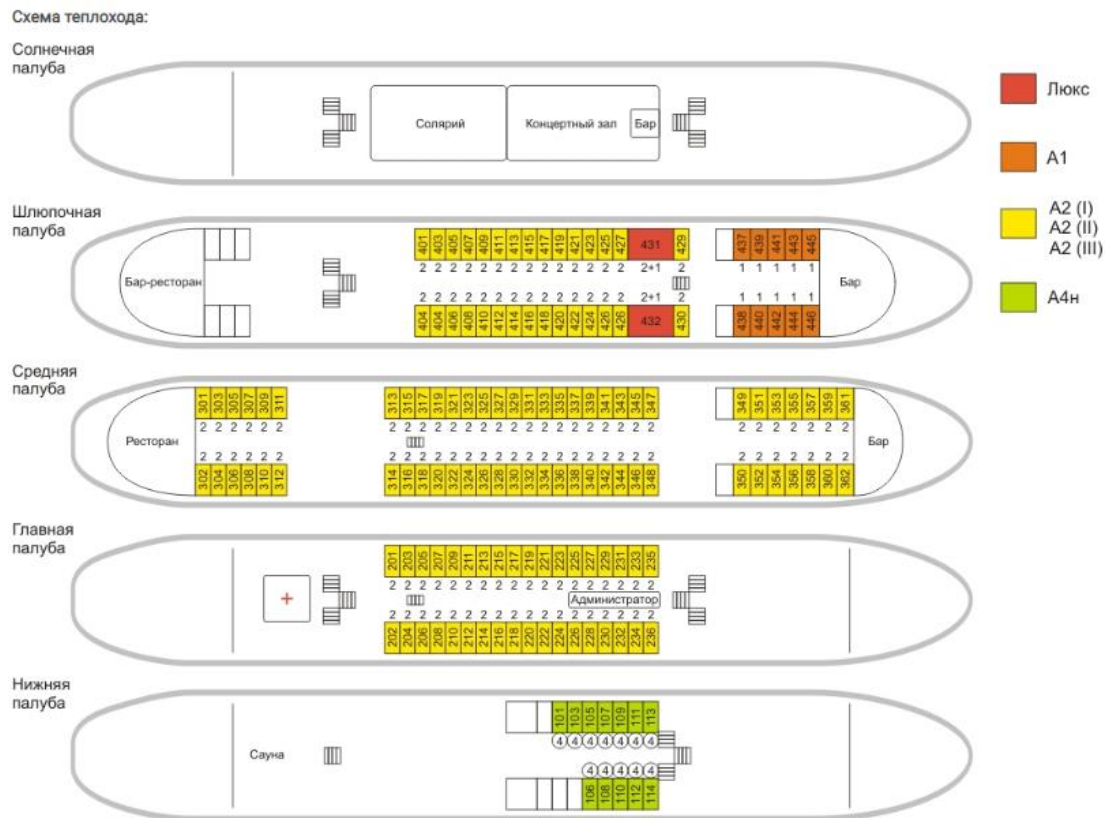 Схема теплохода:
Солнечная
палуба
Солярий
Концертный зал
Бар
Люкс
А1
А2 (I)
А2 (II)
А2 (III)
А4н
Шлюпочная
палуба
401 403 405 407 409 411 413 415 417 419 421 423 425 427 431 429 437 439 441 443 445
2 2 2 2 2 2 2 2 2 2 2 2 2 2 2+1 2 1 1 1 1 1
Бар-ресторан
Бар
2 2 2 2 2 2 2 2 2 2 2 2 2 2 2+1 2 1 1 1 1 1
404 404 406 408 410 412 414 416 418 420 422 424 426 426 432 430 438 440 442 444 446
Средняя
палуба
301 303 305 307 309 311 313 315 317 319 321 323 325 327 329 331 333 335 337 339 341 343 345 347 349 351 353 355 357 359 361
2 2 2 2 2 2 2 2 2 2 2 2 2 2 2 2 2 2 2 2 2 2 2 2 2 2 2 2 2 2 2
Ресторан
Бар
2 2 2 2 2 2 2 2 2 2 2 2 2 2 2 2 2 2 2 2 2 2 2 2 2 2 2 2 2 2 2
302 304 306 308 310 312 314 316 318 320 322 324 326 328 330 332 334 336 338 340 342 344 346 348 350 352 354 356 358 360 362
Главная
палуба
201 203 205 207 209 211 213 215 217 219 221 223 225 227 229 231 233 235
2 2 2 2 2 2 2 2 2 2 2 2 2 2 2 2 2 2
Администратор
2 2 2 2 2 2 2 2 2 2 2 2 2 2 2 2 2 2
202 204 206 208 210 212 214 216 218 220 222 224 226 228 230 232 234 236
Нижняя
палуба
101 103 105 107 109 111 113
4 4 4 4 4 4 4
Сауна
4 4 4 4 4
106 108 110 112 114